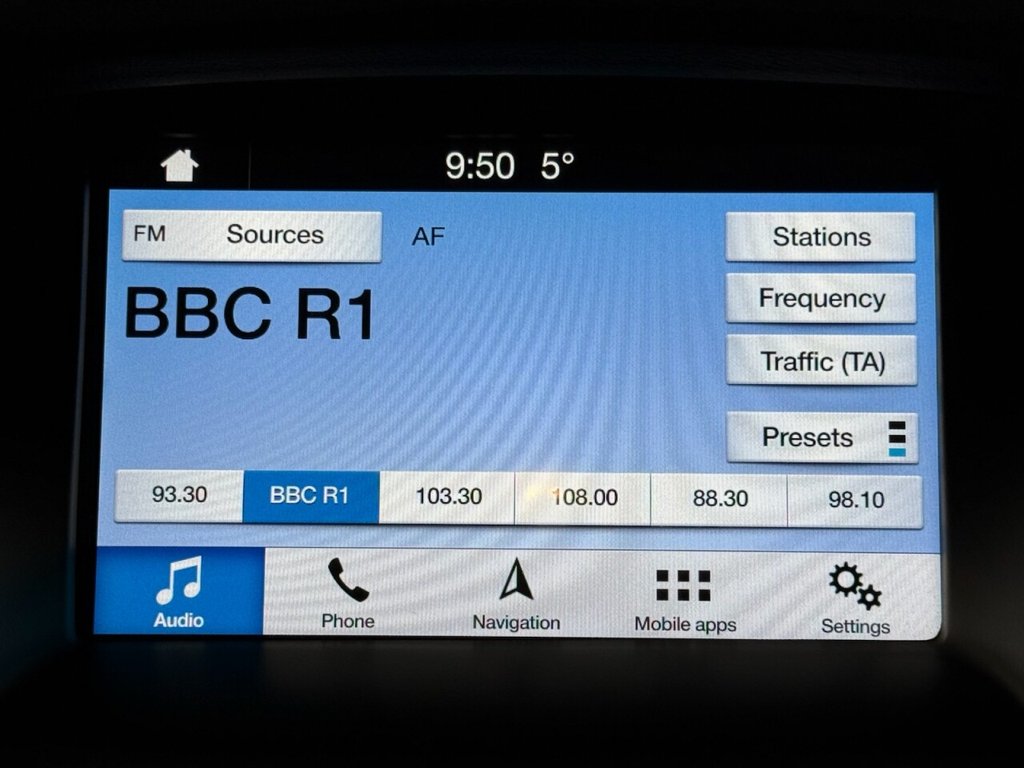 9:50 5°
FM Sources AF Stations
BBC R1
Frequency
Traffic (TA)
Presets
93.30 BBC R1 103.30 108.00 88.30 98.10
Audio Phone Navigation Mobile apps Settings